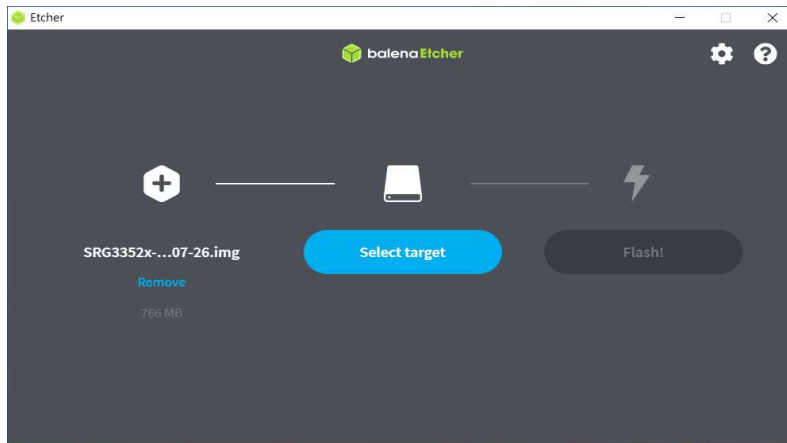 Etcher
balenaEtcher
SRG3352x-...07-26.img
Select target
Flash!
Remove
766 MB